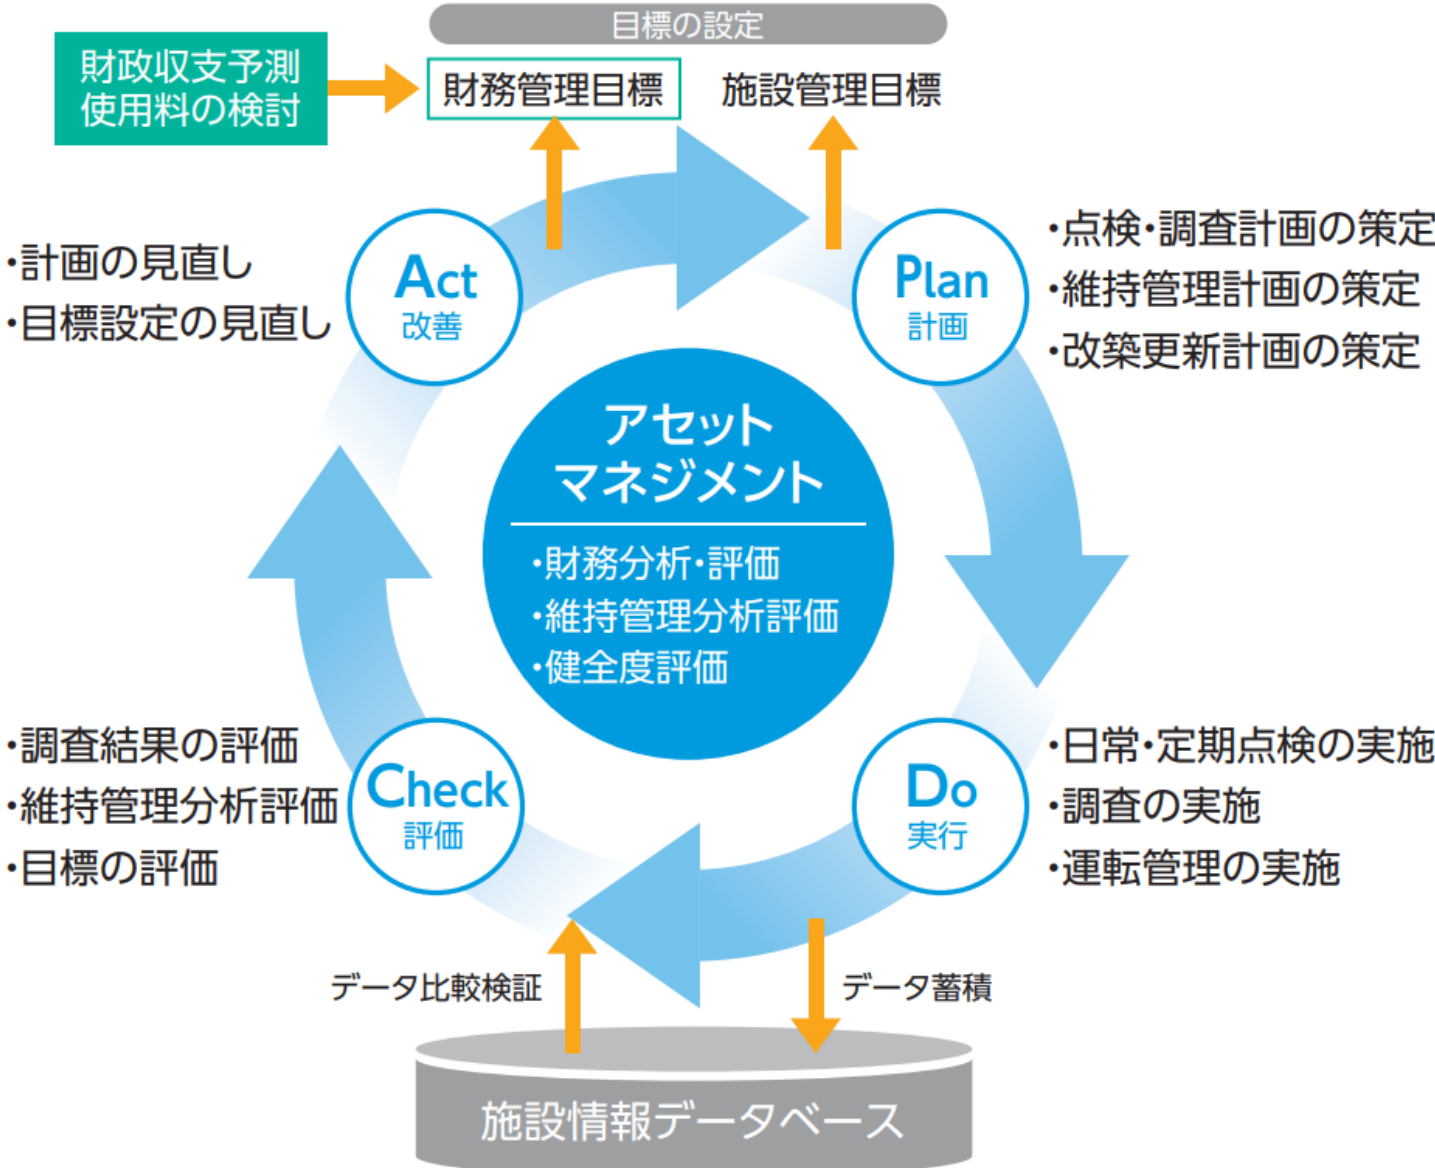 目標の設定
財政収支予測
使用料の検討
財務管理目標
施設管理目標
Act
改善
・計画の見直し
・目標設定の見直し
Plan
計画
・点検・調査計画の策定
・維持管理計画の策定
・改築更新計画の策定
アセット
マネジメント
・財務分析・評価
・維持管理分析評価
・健全度評価
Check
評価
・調査結果の評価
・維持管理分析評価
・目標の評価
Do
実行
・日常・定期点検の実施
・調査の実施
・運転管理の実施
データ比較検証
データ蓄積
施設情報データベース